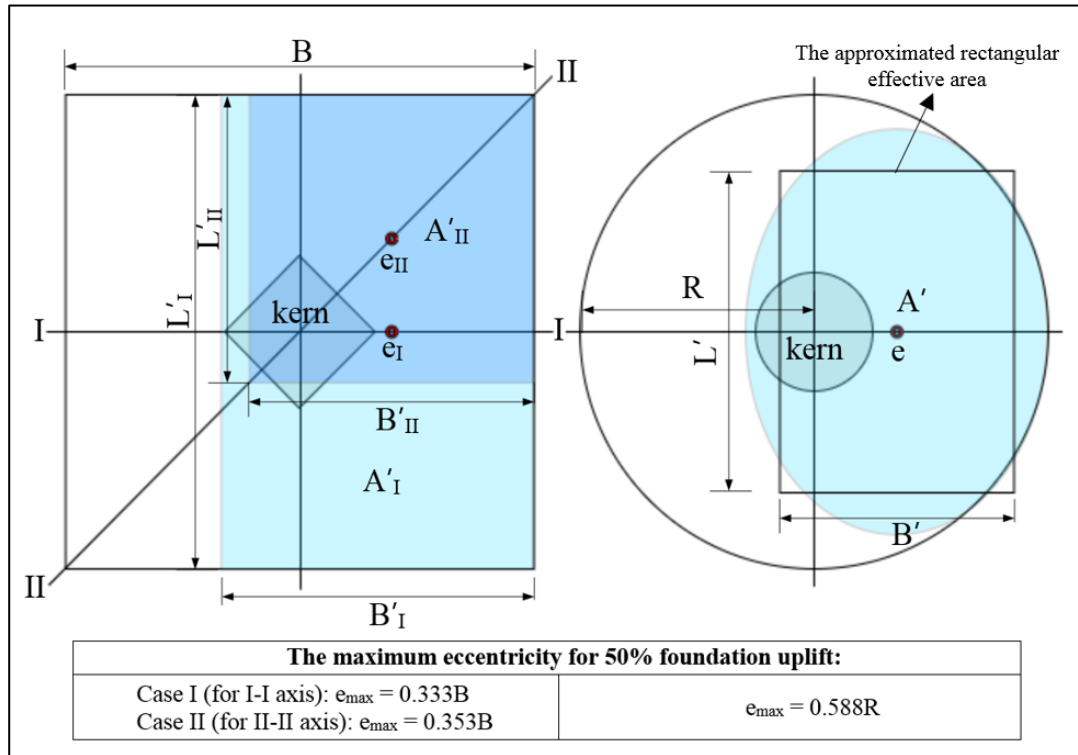 B
II
The approximated rectangular
effective area
L′II
A′II
eII
R
A′
L′I
I
kern
eI
I
L′
kern
e
B′II
A′I
B′
II
B′I
The maximum eccentricity for 50% foundation uplift:
Case I (for I-I axis): emax = 0.333B
Case II (for II-II axis): emax = 0.353B
emax = 0.588R